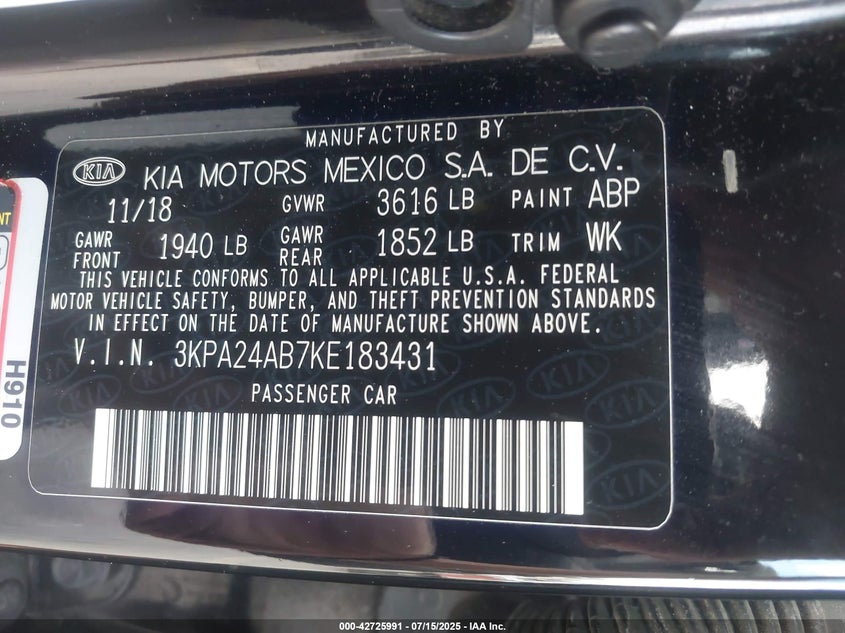 MANUFACTURED BY
KIA KIA MOTORS MEXICO S.A. DE C.V.
11/18 GVWR 3616 LB PAINT ABP
GAWR FRONT 1940 LB GAWR REAR 1852 LB TRIM WK
THIS VEHICLE CONFORMS TO ALL APPLICABLE U.S.A. FEDERAL
MOTOR VEHICLE SAFETY, BUMPER, AND THEFT PREVENTION STANDARDS
IN EFFECT ON THE DATE OF MANUFACTURE SHOWN ABOVE.
V.I.N. 3KPA24AB7KE183431
PASSENGER CAR
H910
000-42725991 - 07/15/2025 - IAA Inc.